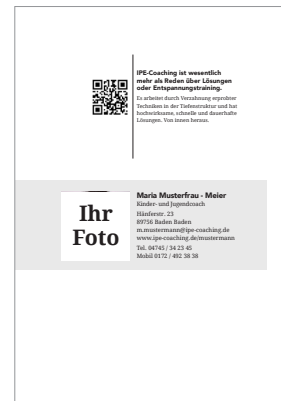 IPE-Coaching ist wesentlich
mehr als Reden über Lösungen
oder Entspannungstraining.
Es arbeitet durch Verzahnung erprobter
Techniken in der Tiefenstruktur und hat
hochwirksame, schnelle und dauerhafte
Lösungen. Von innen heraus.
Ihr
Foto
Maria Musterfrau - Meier
Kinder- und Jugendcoach
Hänferstr. 23
89756 Baden Baden
m.mustermann@ipe-coaching.de
www.ipe-coaching.de/mustermann
Tel. 04745 / 34 23 45
Mobil 0172 / 492 38 38